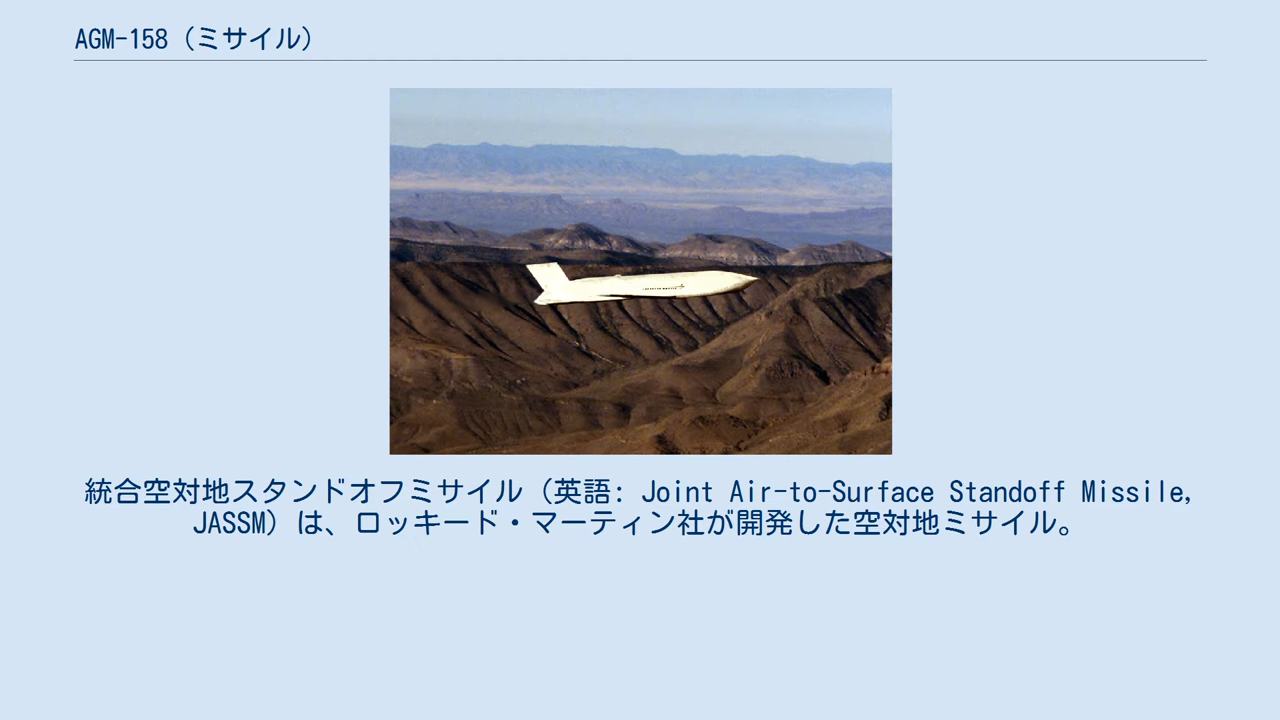 AGM-158（ミサイル）
統合空対地スタンドオフミサイル（英語: Joint Air-to-Surface Standoff Missile,
JASSM）は、ロッキード・マーティン社が開発した空対地ミサイル。